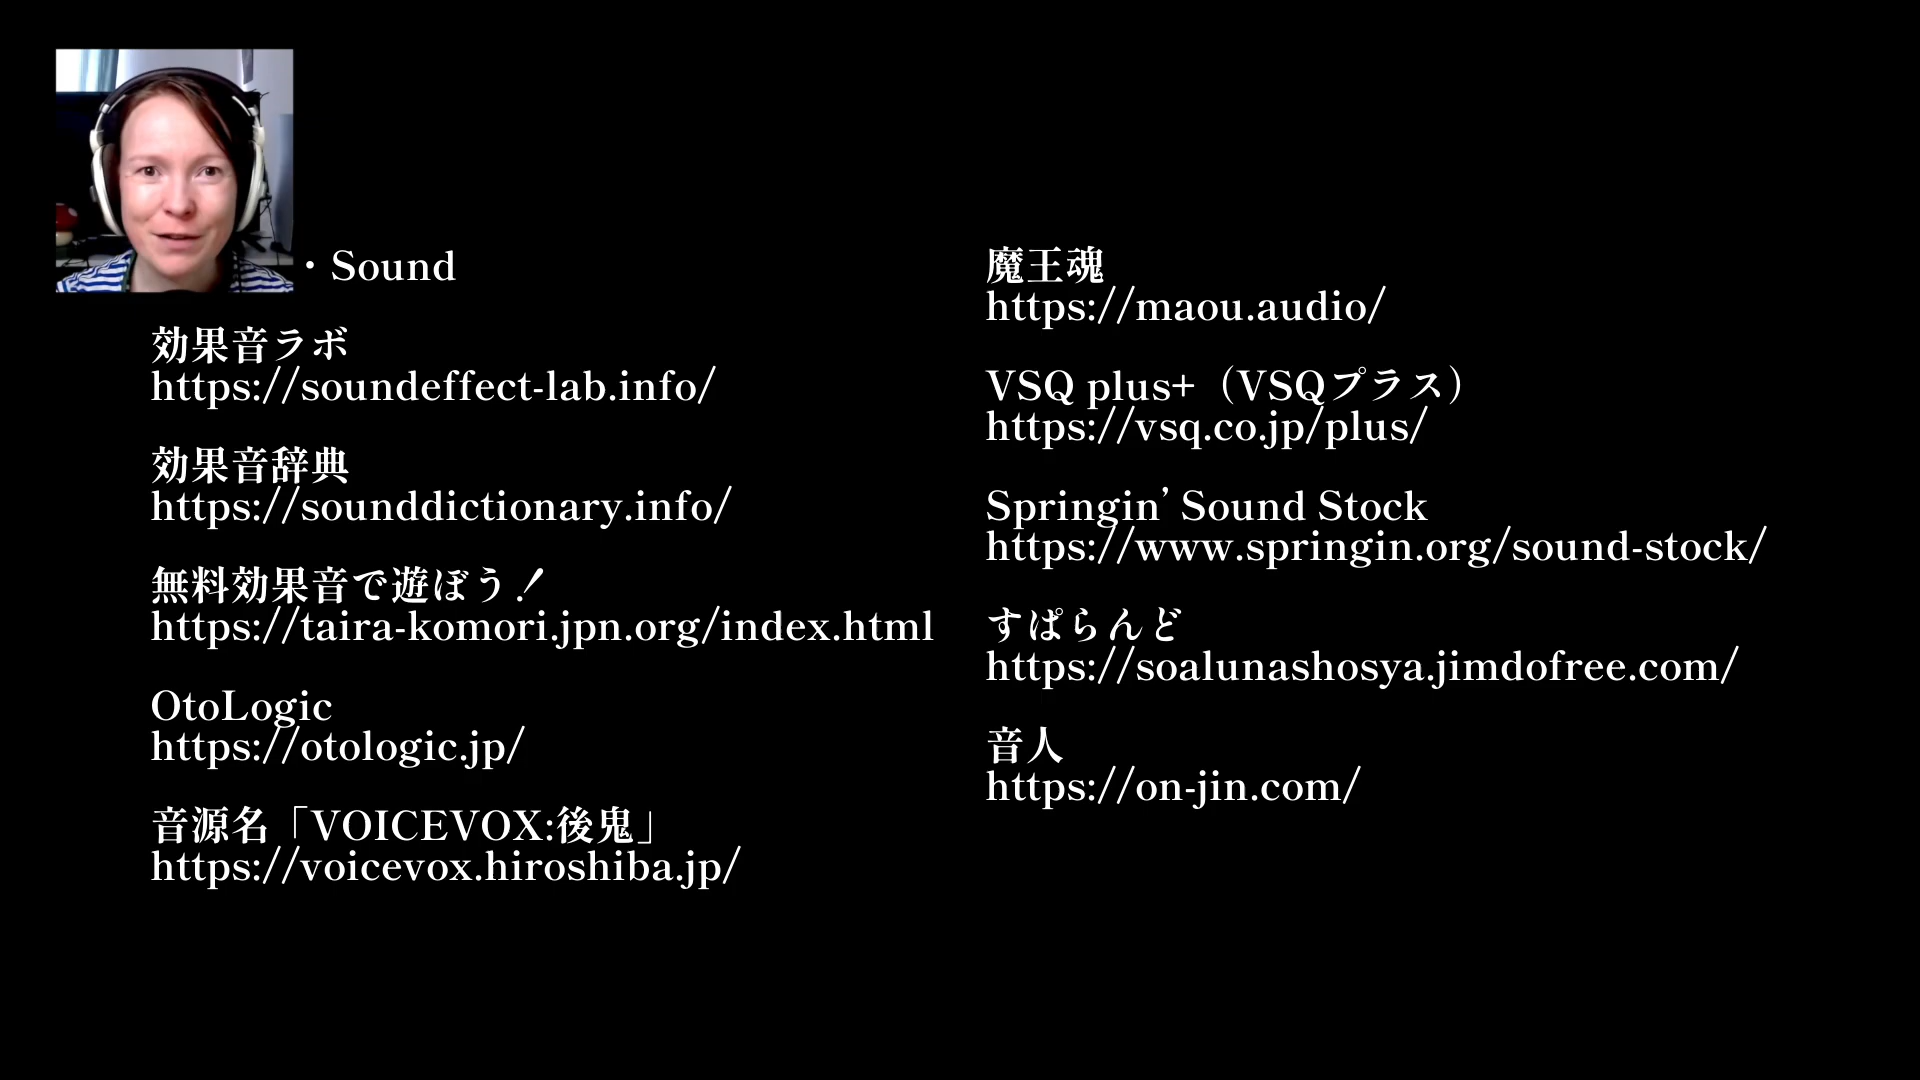 ・Sound
効果音ラボ
https://soundeffect-lab.info/
効果音辞典
https://sounddictionary.info/
無料効果音で遊ぼう！
https://taira-komori.jpn.org/index.html
OtoLogic
https://otologic.jp/
音源名「VOICEVOX:後鬼」
https://voicevox.hiroshiba.jp/
魔王魂
https://maou.audio/
VSQ plus+（VSQプラス）
https://vsq.co.jp/plus/
Springin’ Sound Stock
https://www.springin.org/sound-stock/
すぱらんど
https://soalunashosya.jimdofree.com/
音人
https://on-jin.com/